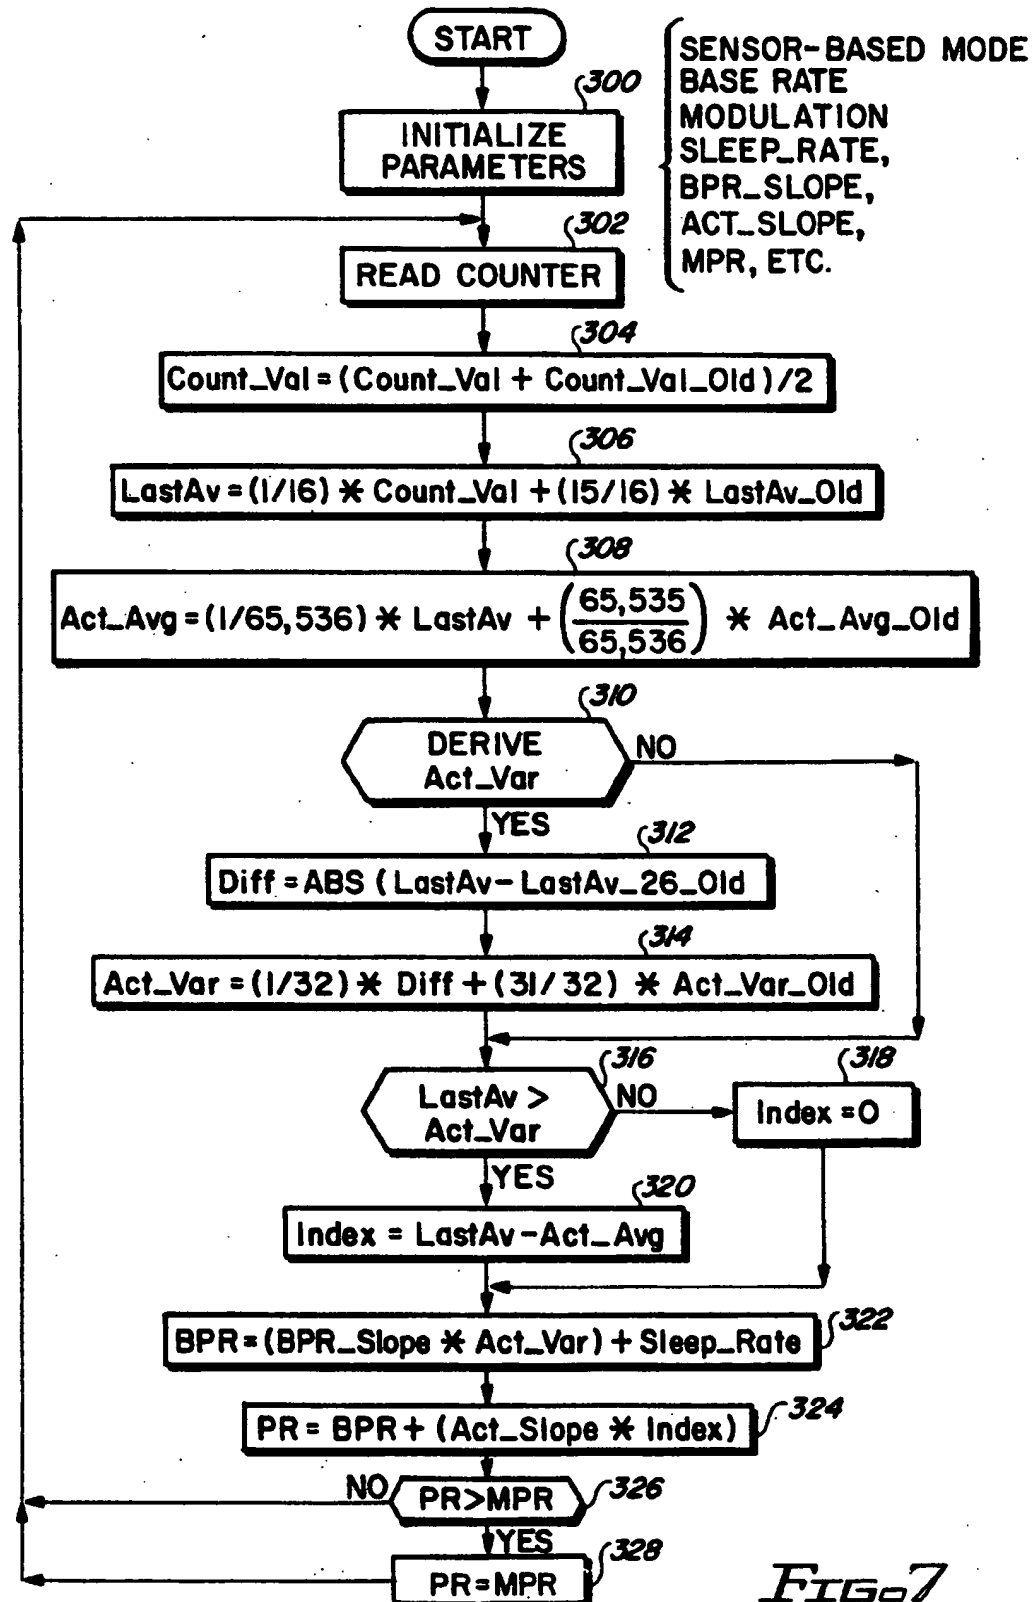 START
SENSOR-BASED MODE
BASE RATE
MODULATION
SLEEP_RATE,
BPR_SLOPE,
ACT_SLOPE,
MPR, ETC.
300
INITIALIZE
PARAMETERS
302
READ COUNTER
304
Count_Val = (Count_Val + Count_Val_Old)/2
306
LastAv = (1/16) * Count_Val + (15/16) * LastAv_Old
308
Act_Avg = (1/65,536) * LastAv + (65,535/65,536) * Act_Avg_Old
310
DERIVE
Act_Var
NO
YES
312
Diff = ABS (LastAv - LastAv_26_Old
314
Act_Var = (1/32) * Diff + (31/32) * Act_Var_Old
316
LastAv >
Act_Var
NO
318
Index = 0
YES
320
Index = LastAv - Act_Avg
BPR = (BPR_Slope * Act_Var) + Sleep_Rate
322
PR = BPR + (Act_Slope * Index)
324
NO
PR>MPR
326
YES
328
PR = MPR
FIG. 7